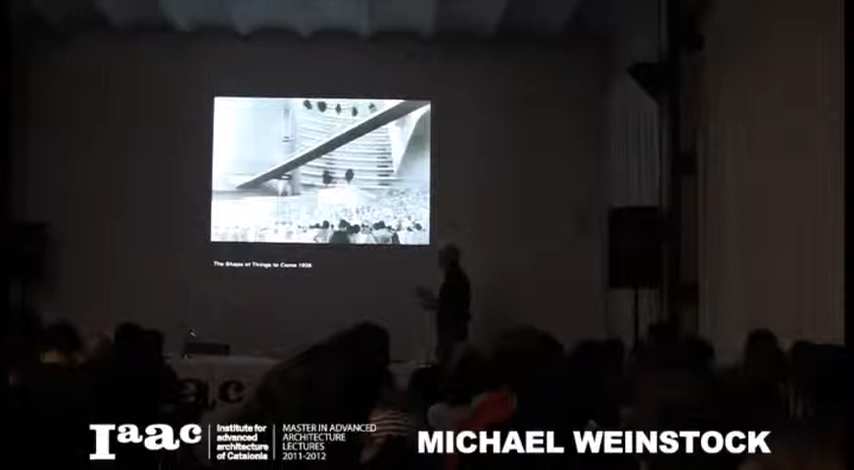 The Shape of Things to Come 1936
aac
Iaac
Institute for
advanced
architecture
of Catalonia
MASTER IN ADVANCED
ARCHITECTURE
LECTURES
2011-2012
MICHAEL WEINSTOCK